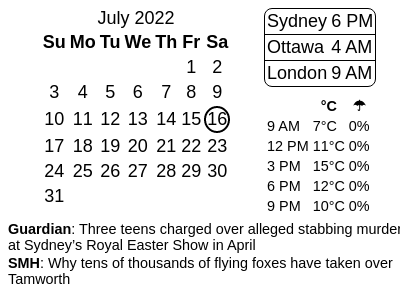 July 2022
Su Mo Tu We Th Fr Sa
1 2
3 4 5 6 7 8 9
10 11 12 13 14 15 16
17 18 19 20 21 22 23
24 25 26 27 28 29 30
31
Sydney 6 PM
Ottawa 4 AM
London 9 AM
°C ☂
9 AM 7°C 0%
12 PM 11°C 0%
3 PM 15°C 0%
6 PM 12°C 0%
9 PM 10°C 0%
Guardian: Three teens charged over alleged stabbing murder
at Sydney's Royal Easter Show in April
SMH: Why tens of thousands of flying foxes have taken over
Tamworth